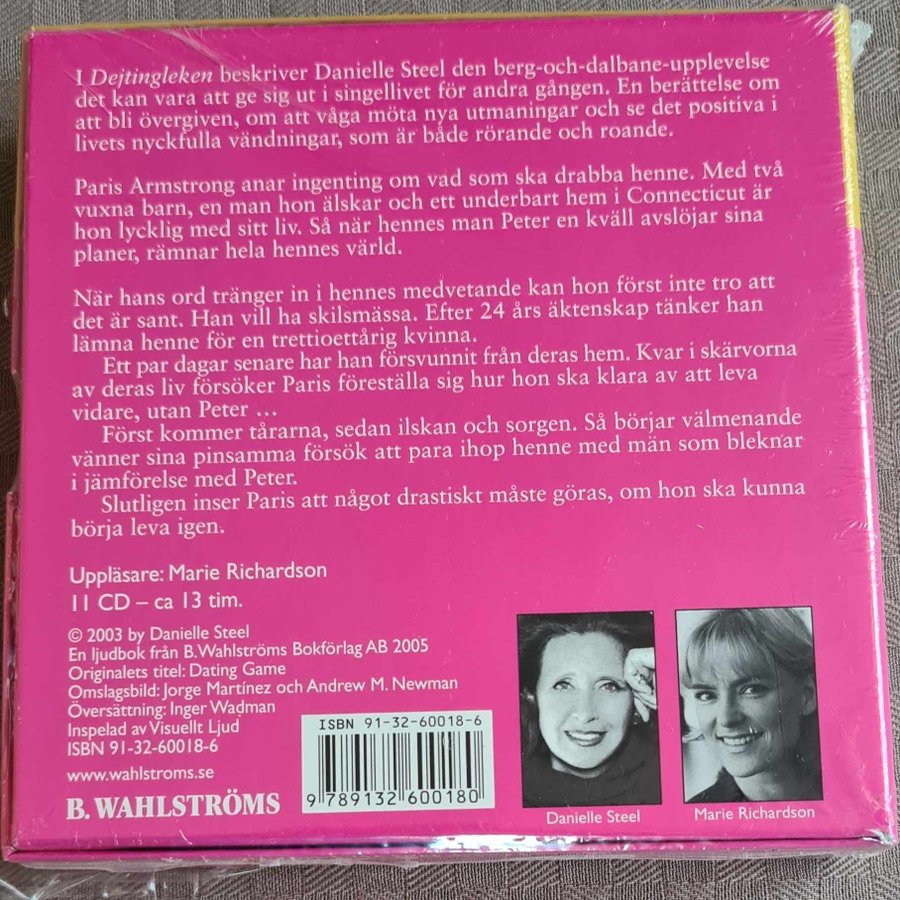 I Dejtingleken beskriver Danielle Steel den berg-och-dalbane-upplevelse
det kan vara att ge sig ut i singellivet för andra gången. En berättelse om
att bli övergiven, om att våga möta nya utmaningar och se det positiva i
livets nyckfulla vändningar, som är både rörande och roande.
Paris Armstrong anar ingenting om vad som ska drabba henne. Med två
vuxna barn, en man hon älskar och ett underbart hem i Connecticut är
hon lycklig med sitt liv. Så när hennes man Peter en kväll avslöjar sina
planer, rämnar hela hennes värld.
När hans ord tränger in i hennes medvetande kan hon först inte tro att
det är sant. Han vill ha skilsmässa. Efter 24 års äktenskap tänker han
lämna henne för en trettioettårig kvinna.
Ett par dagar senare har han försvunnit från deras hem. Kvar i skärvorna
av deras liv försöker Paris föreställa sig hur hon ska klara av att leva
vidare, utan Peter ...
Först kommer tårarna, sedan ilskan och sorgen. Så börjar välmenande
vänner sina pinsamma försök att para ihop henne med män som bleknar
i jämförelse med Peter.
Slutligen inser Paris att något drastiskt måste göras, om hon ska kunna
börja leva igen.
Uppläsare: Marie Richardson
11 CD – ca 13 tim.
© 2003 by Danielle Steel
En ljudbok från B.Wahlströms Bokförlag AB 2005
Originalets titel: Dating Game
Omslagsbild: Jorge Martínez och Andrew M. Newman
Översättning: Inger Wadman
Inspelad av Visuellt Ljud
ISBN 91-32-60018-6
www.wahlstroms.se
B. WAHLSTRÖMS
ISBN 91-32-60018-6
9 789132 600180
Danielle Steel
Marie Richardson